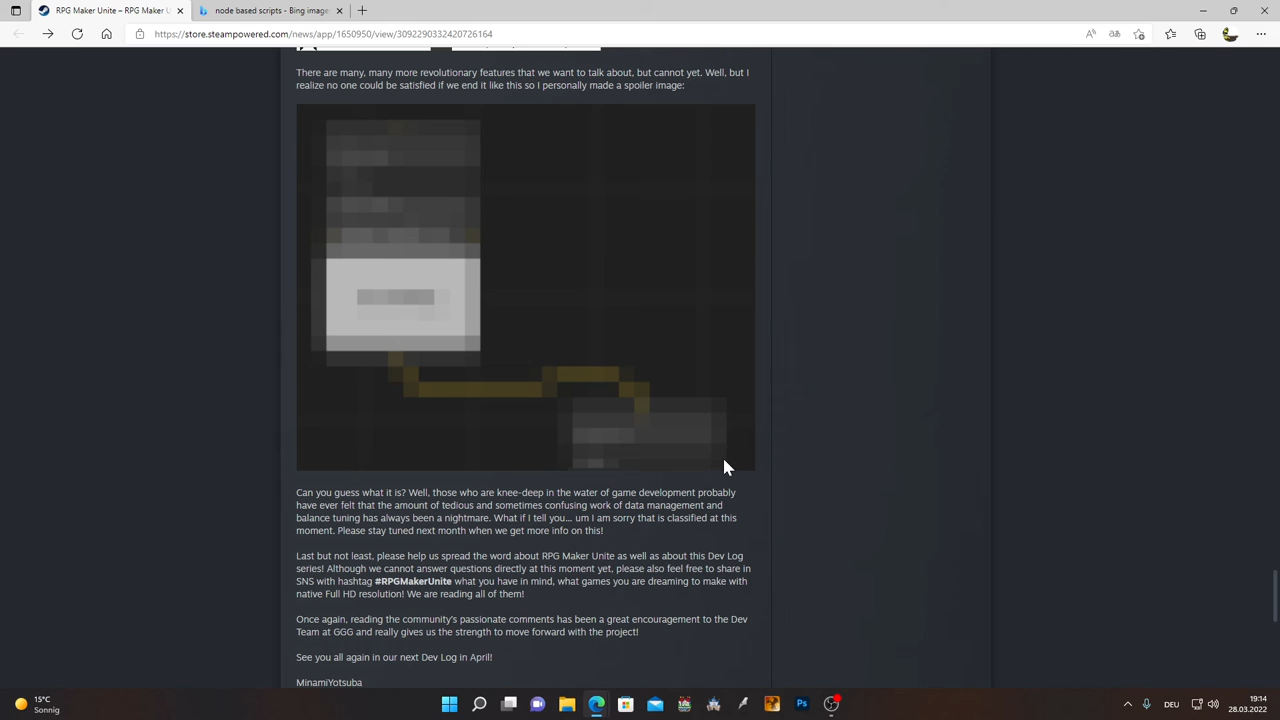 RPG Maker Unite – RPG Maker U
node based scripts - Bing image
https://store.steampowered.com/news/app/1650950/view/3092290332420726164
There are many, many more revolutionary features that we want to talk about, but cannot yet. Well, but I
realize no one could be satisfied if we end it like this so I personally made a spoiler image:
Can you guess what it is? Well, those who are knee-deep in the water of game development probably
have ever felt that the amount of tedious and sometimes confusing work of data management and
balance tuning has always been a nightmare. What if I tell you... um I am sorry that is classified at this
moment. Please stay tuned next month when we get more info on this!
Last but not least, please help us spread the word about RPG Maker Unite as well as about this Dev Log
series! Although we cannot answer questions directly at this moment yet, please also feel free to share in
SNS with hashtag #RPGMakerUnite what you have in mind, what games you are dreaming to make with
native Full HD resolution! We are reading all of them!
Once again, reading the community's passionate comments has been a great encouragement to the Dev
Team at GGG and really gives us the strength to move forward with the project!
See you all again in our next Dev Log in April!
MinamiYotsuba
15°C
Sonnig
Ps
DEU
19:14
28.03.2022